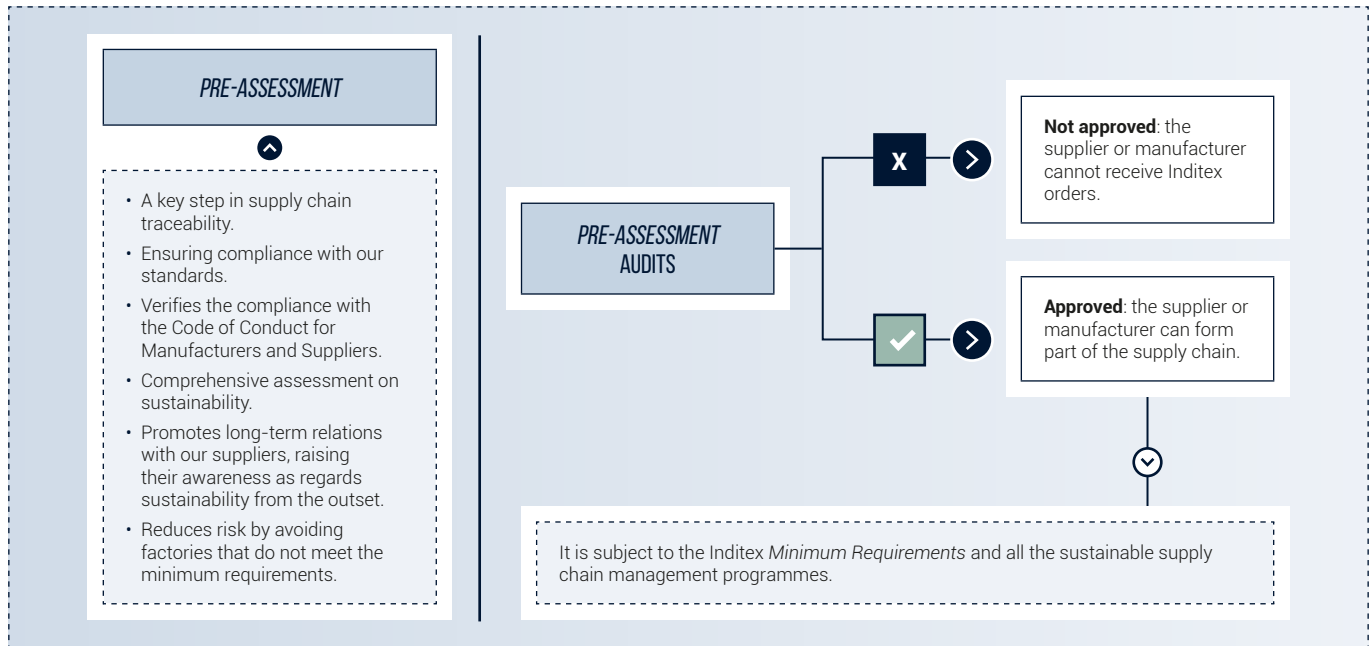 PRE-ASSESSMENT
• A key step in supply chain
traceability.
• Ensuring compliance with our
standards.
• Verifies the compliance with
the Code of Conduct for
Manufacturers and Suppliers.
• Comprehensive assessment on
sustainability.
• Promotes long-term relations
with our suppliers, raising
their awareness as regards
sustainability from the outset.
• Reduces risk by avoiding
factories that do not meet the
minimum requirements.
PRE-ASSESSMENT
AUDITS
X
Not approved: the
supplier or manufacturer
cannot receive Inditex
orders.
Approved: the supplier or
manufacturer can form
part of the supply chain.
It is subject to the Inditex Minimum Requirements and all the sustainable supply
chain management programmes.